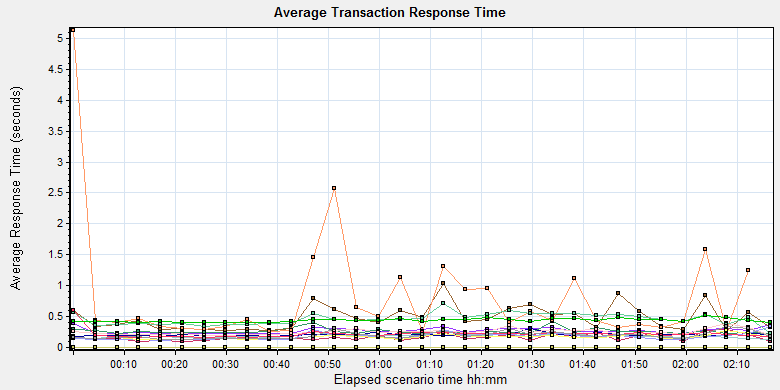 Average Transaction Response Time
Average Response Time (seconds)
5
4.5
4
3.5
3
2.5
2
1.5
1
0.5
0
00:10 00:20 00:30 00:40 00:50 01:00 01:10 01:20 01:30 01:40 01:50 02:00 02:10
Elapsed scenario time hh:mm